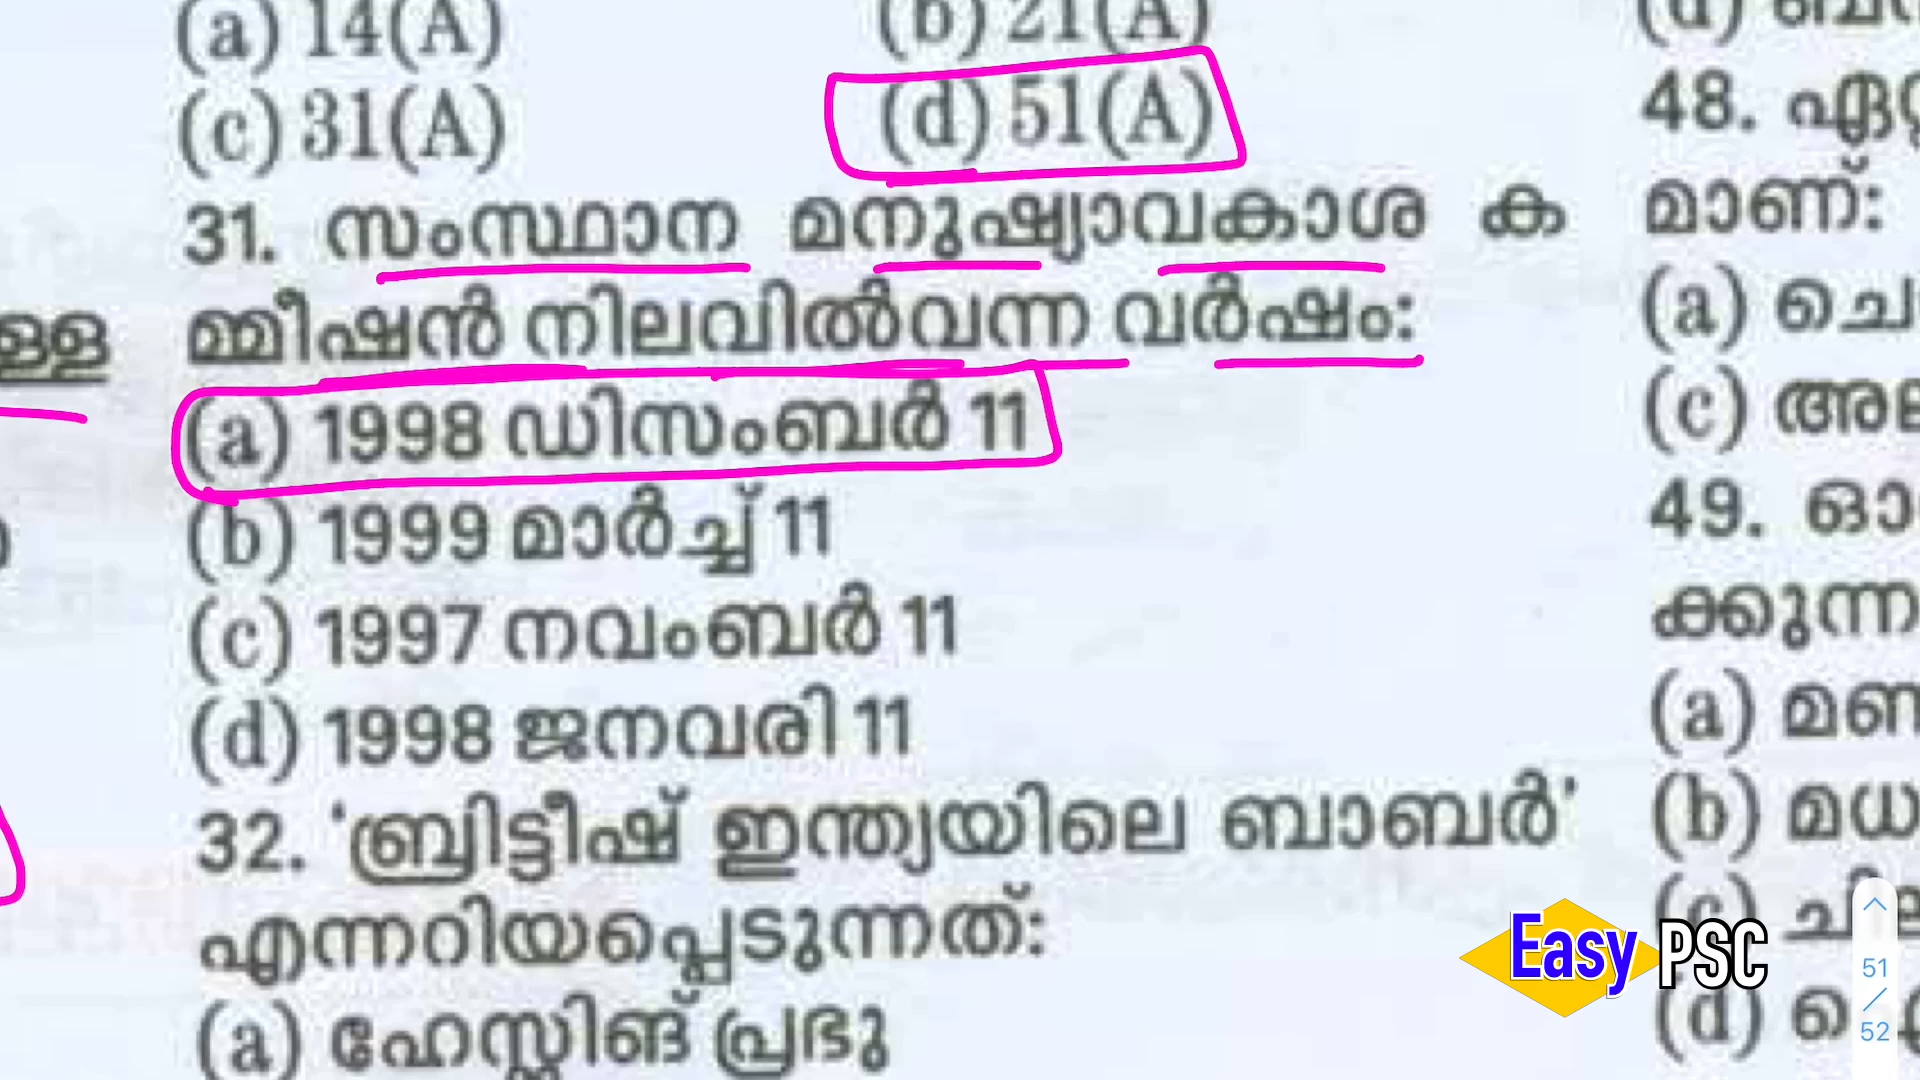 (a) 14(A) (b) 21(A)
(c) 31(A) (d) 51(A)
31. സംസ്ഥാന മനുഷ്യാവകാശ ക
മ്മീഷൻ നിലവിൽവന്ന വർഷം:
(a) 1998 ഡിസംബർ 11
(b) 1999 മാർച്ച് 11
(c) 1997 നവംബർ 11
(d) 1998 ജനവരി 11
32. 'ബ്രിട്ടീഷ് ഇന്ത്യയിലെ ബാബർ'
എന്നറിയപ്പെടുന്നത്:
(a) ഹേസ്റ്റിങ് പ്രഭു
48.
മാണ്:
(a)
(c)
49.
ക്കുന്ന
(a)
(b)
(c)
(d)
Easy PSC
51
/
52